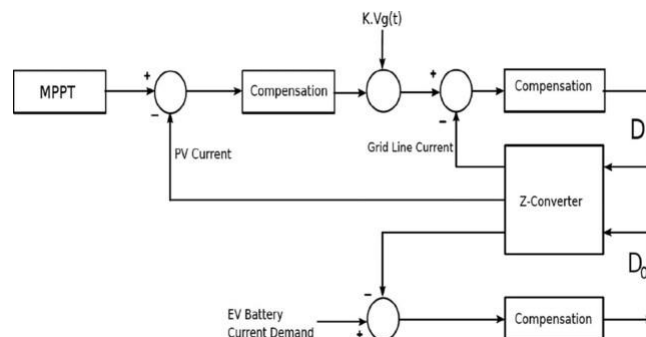 K.Vg(t)
MPPT
+
−
Compensation
+
−
Compensation
PV Current
Grid Line Current
D
Z-Converter
D
−
EV Battery
Current Demand
+
Compensation